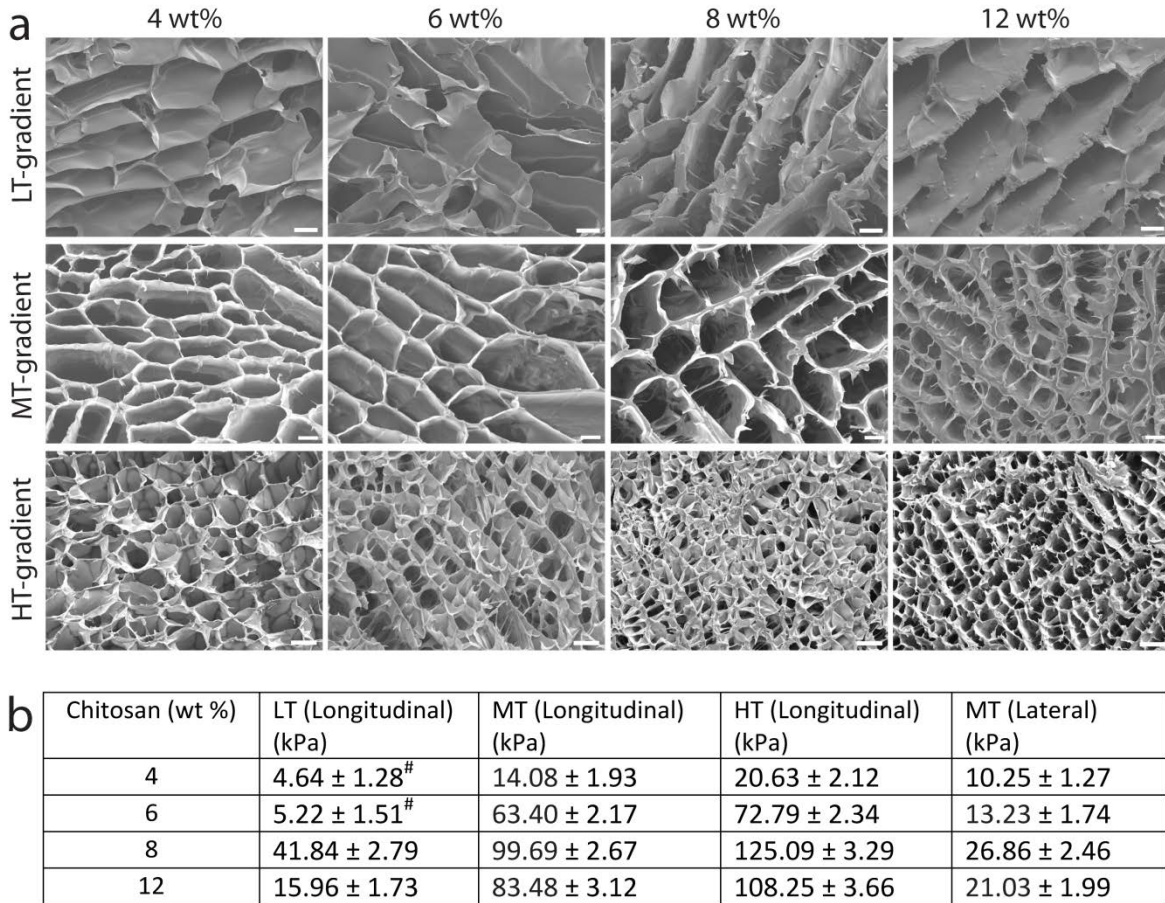 a
4 wt% 6 wt% 8 wt% 12 wt%
LT-gradient
MT-gradient
HT-gradient
b
Chitosan (wt %) LT (Longitudinal) (kPa) MT (Longitudinal) (kPa) HT (Longitudinal) (kPa) MT (Lateral) (kPa)
4 4.64 ± 1.28# 14.08 ± 1.93 20.63 ± 2.12 10.25 ± 1.27
6 5.22 ± 1.51# 63.40 ± 2.17 72.79 ± 2.34 13.23 ± 1.74
8 41.84 ± 2.79 99.69 ± 2.67 125.09 ± 3.29 26.86 ± 2.46
12 15.96 ± 1.73 83.48 ± 3.12 108.25 ± 3.66 21.03 ± 1.99